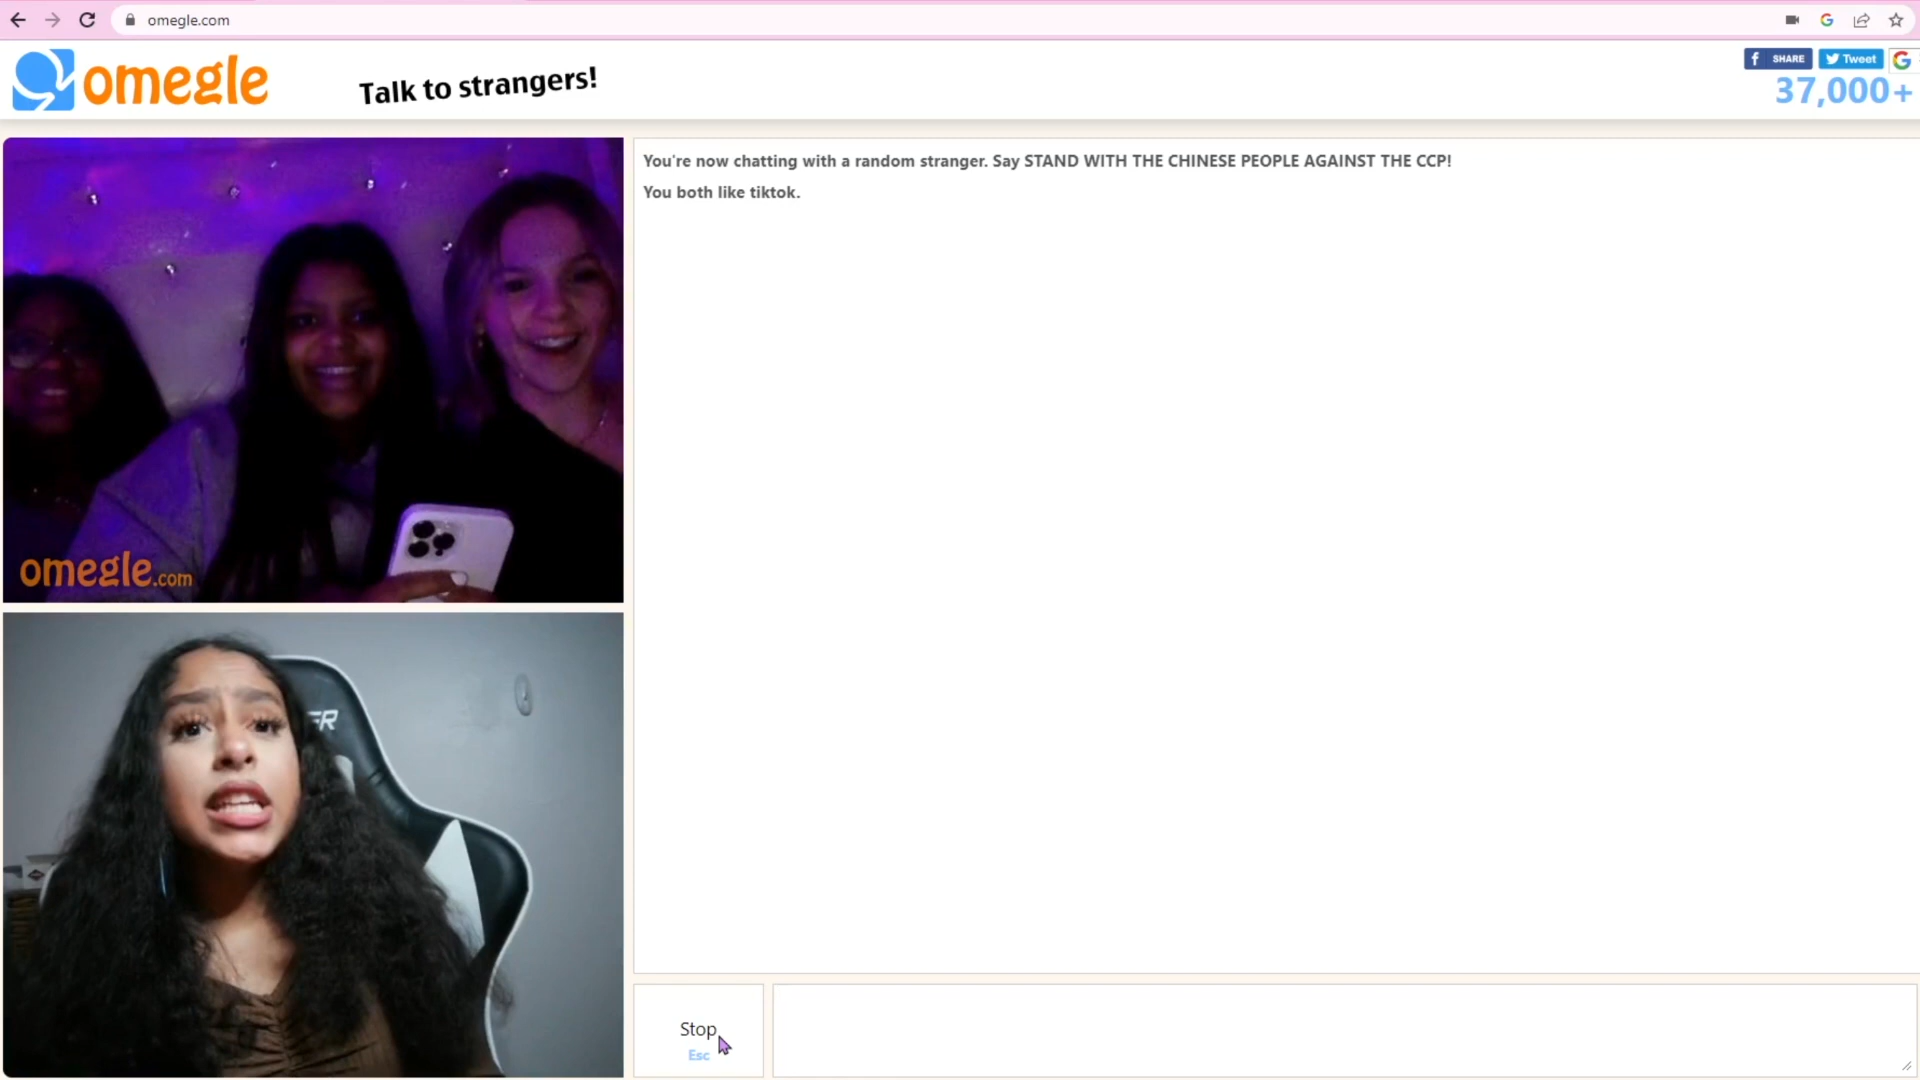 omegle.com
omegle
Talk to strangers!
SHARE
Tweet
37,000+
You're now chatting with a random stranger. Say STAND WITH THE CHINESE PEOPLE AGAINST THE CCP!
You both like tiktok.
omegle.com
ER
Stop
Esc